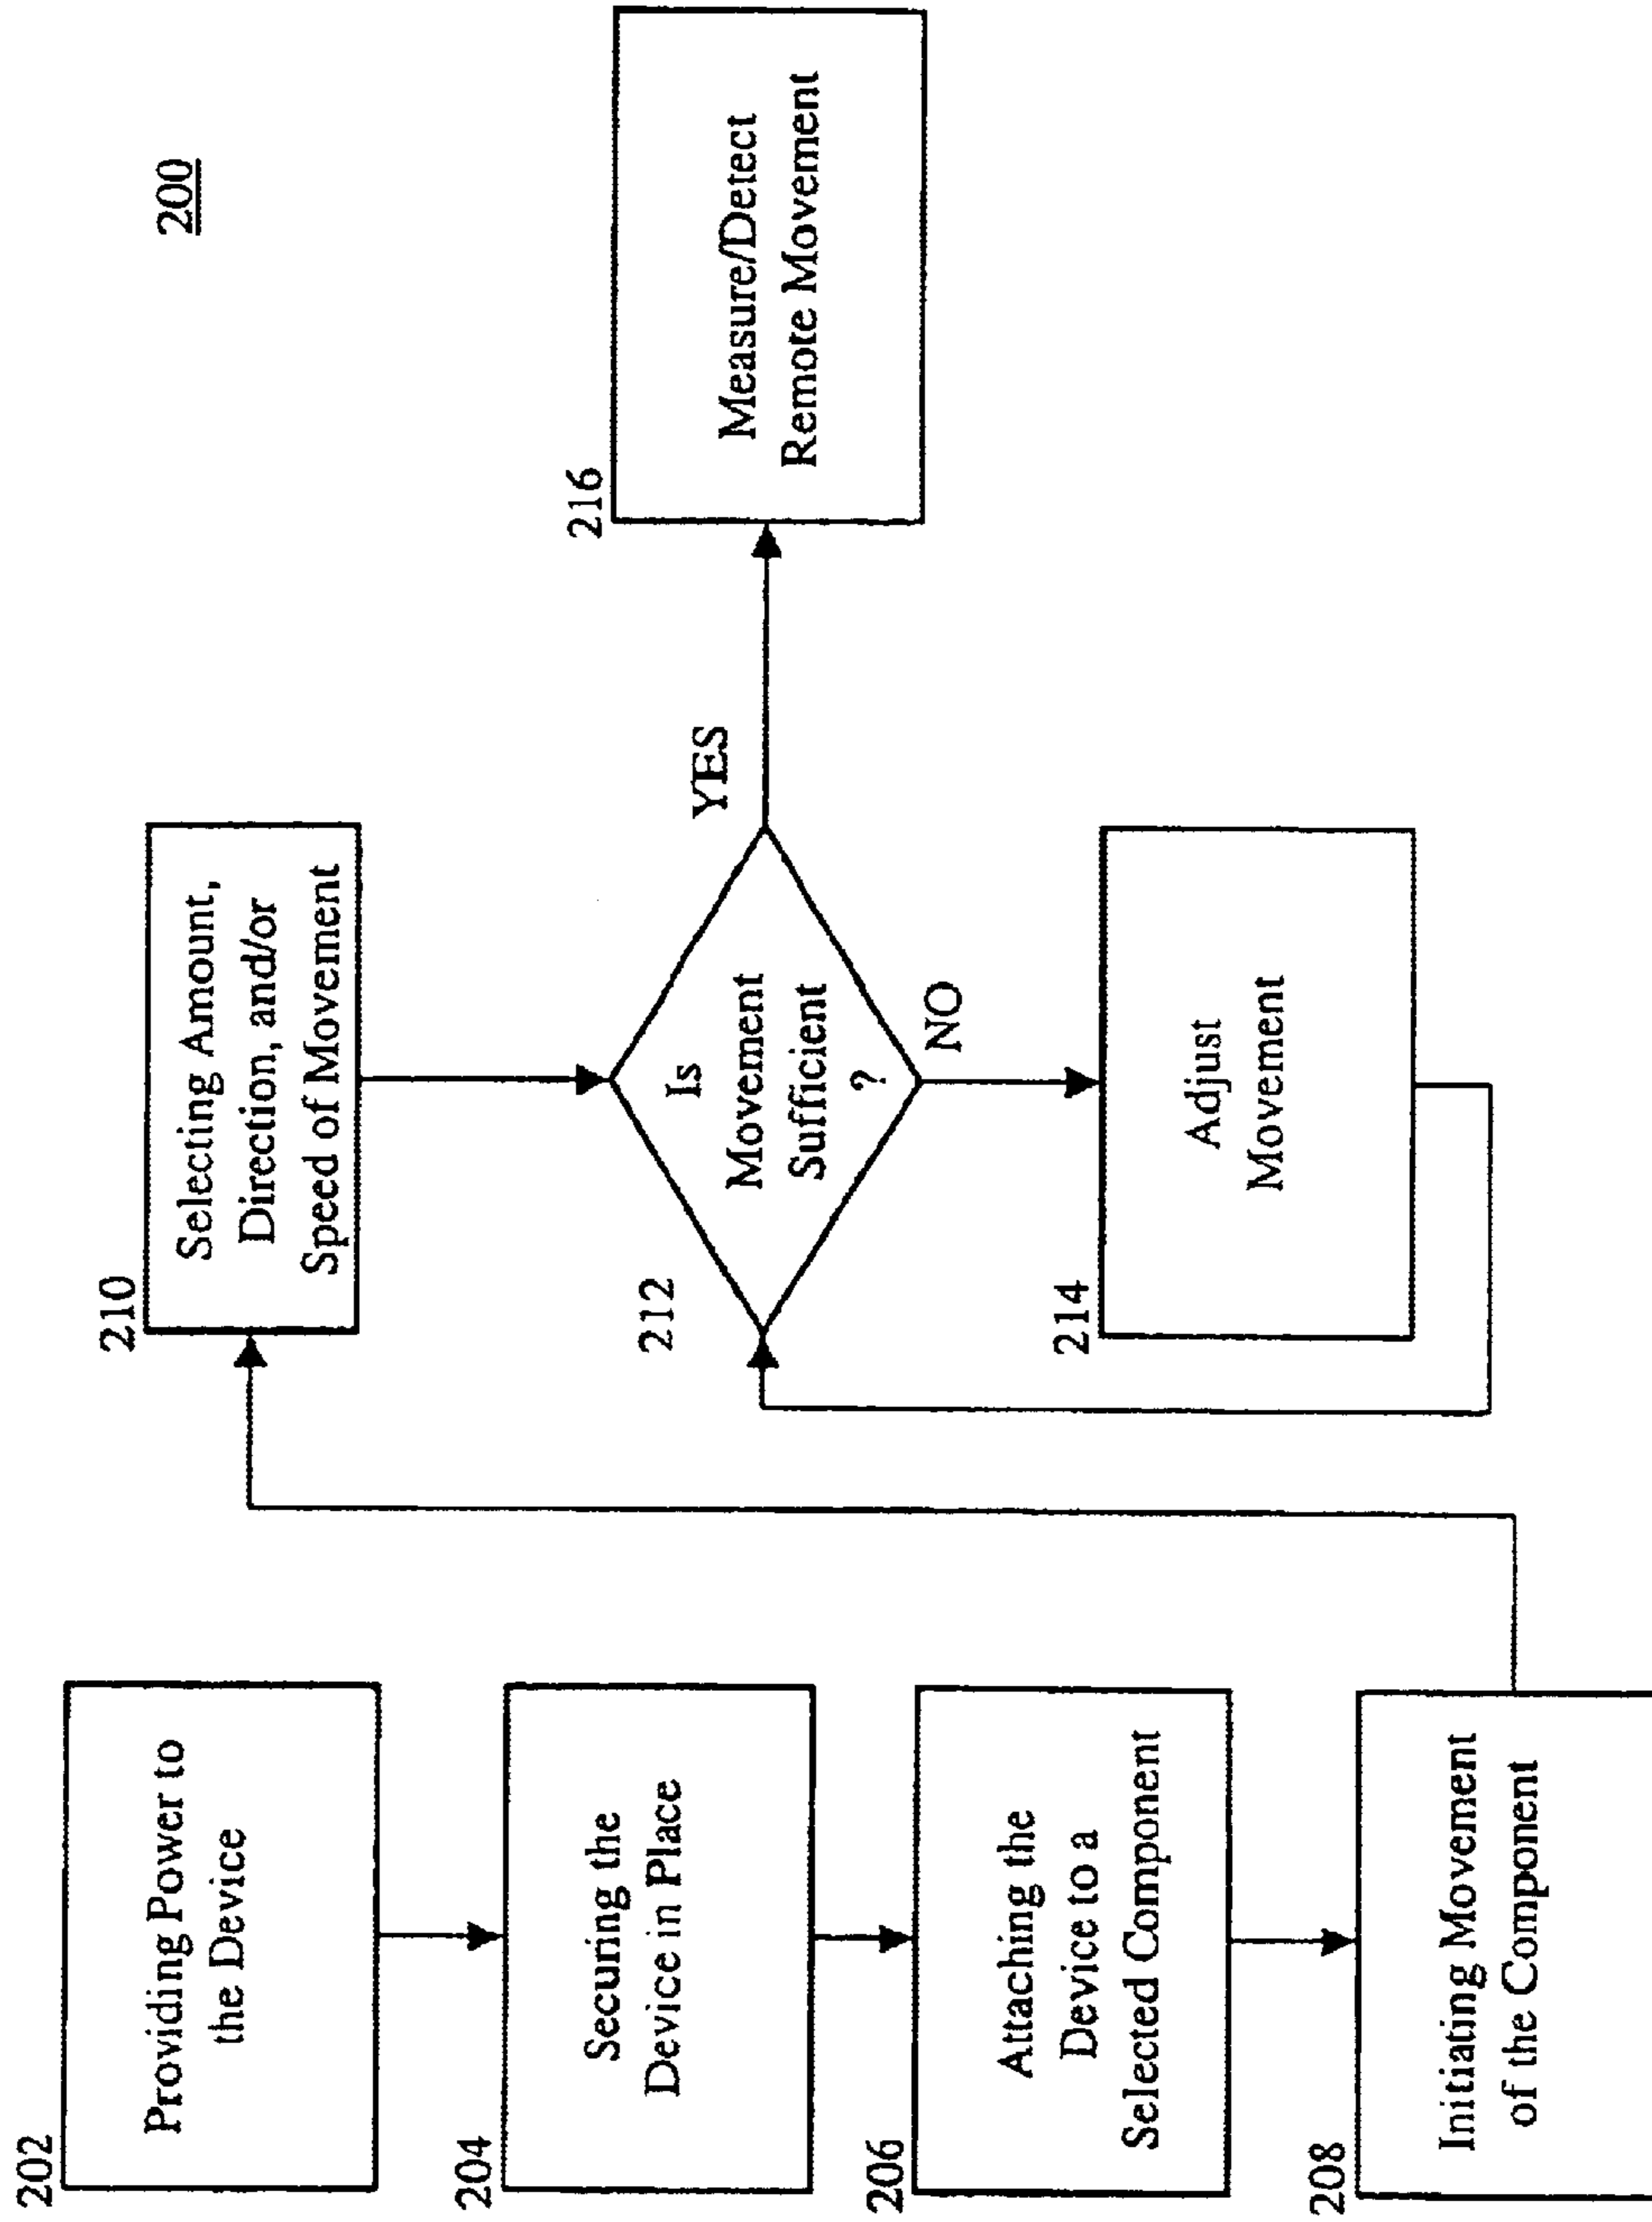 200
202
Providing Power to
the Device
204
Securing the
Device in Place
206
Attaching the
Device to a
Selected Component
208
Initiating Movement
of the Component
210
Selecting Amount,
Direction, and/or
Speed of Movement
212
Is
Movement
Sufficient
?
YES
NO
214
Adjust
Movement
216
Measure/Detect
Remote Movement